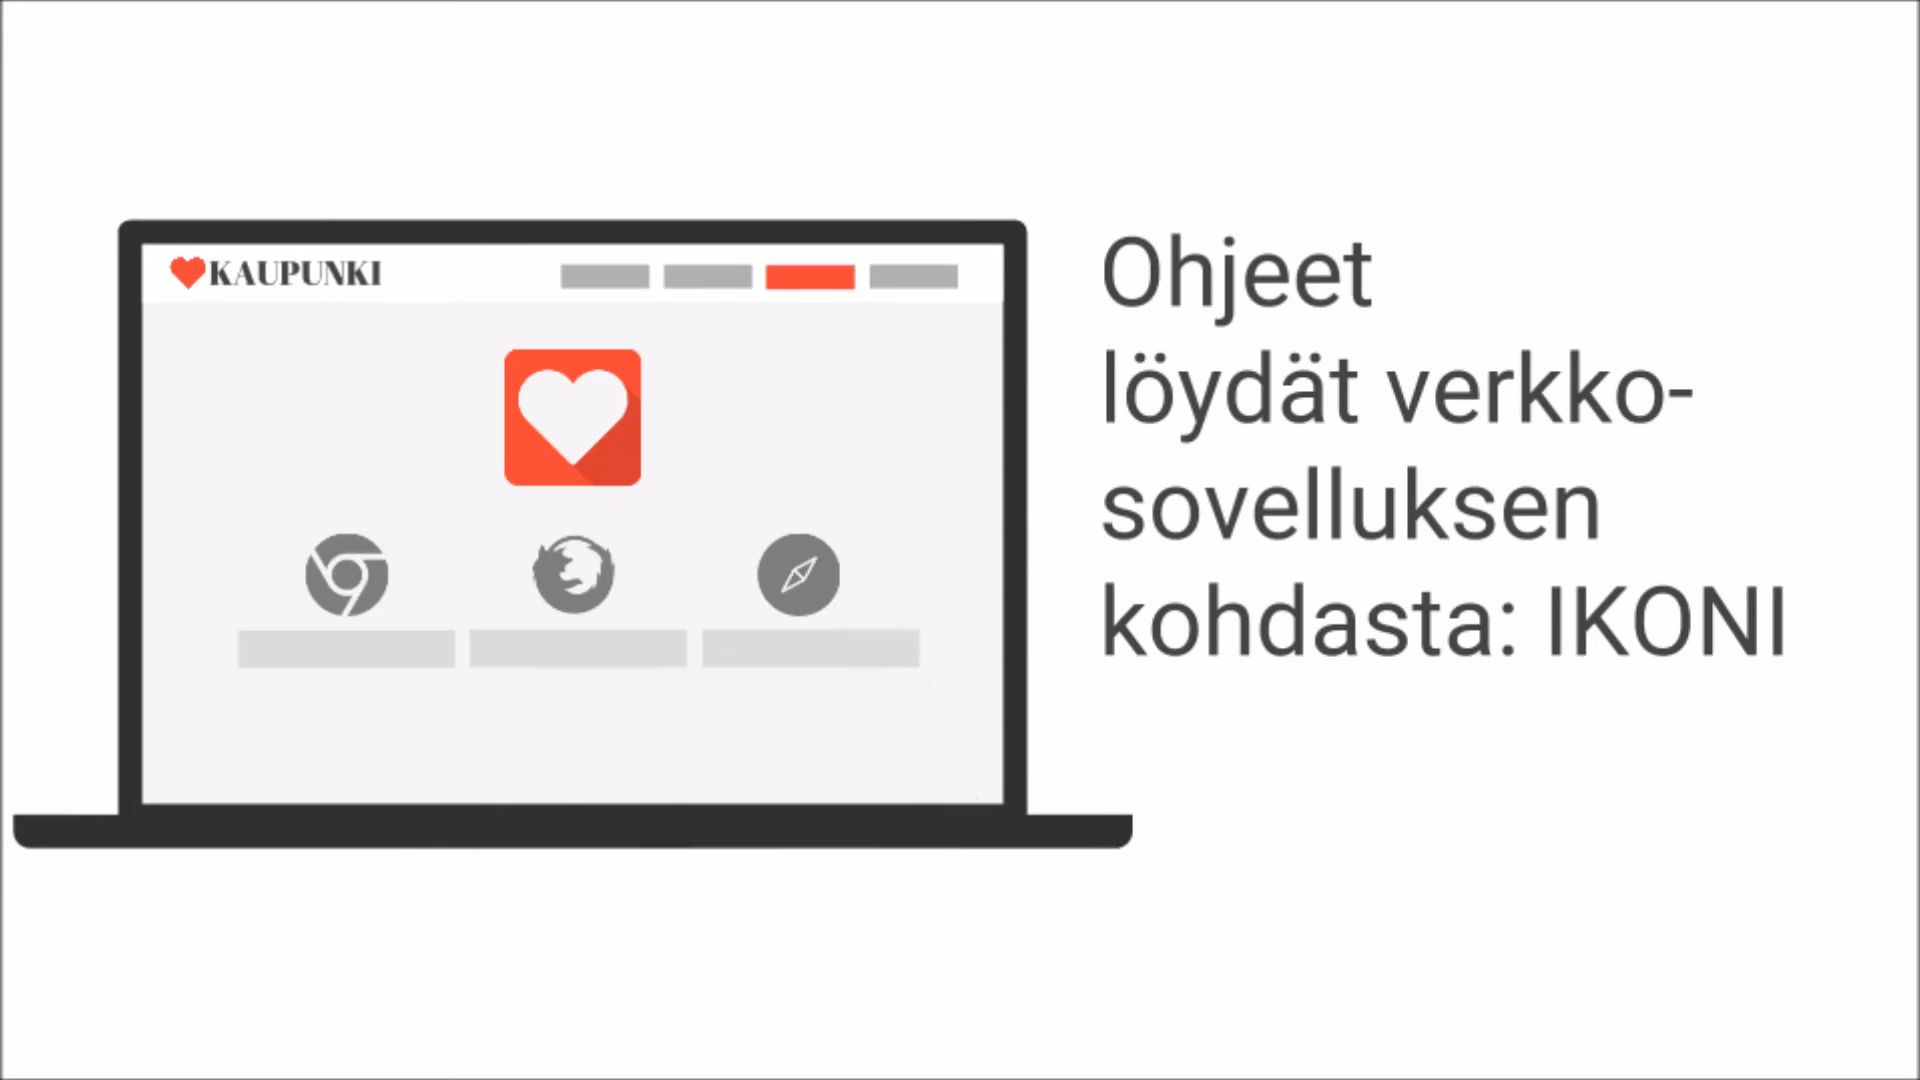 KAUPUNKI
Ohjeet
löydät verkko-
sovelluksen
kohdasta: IKONI